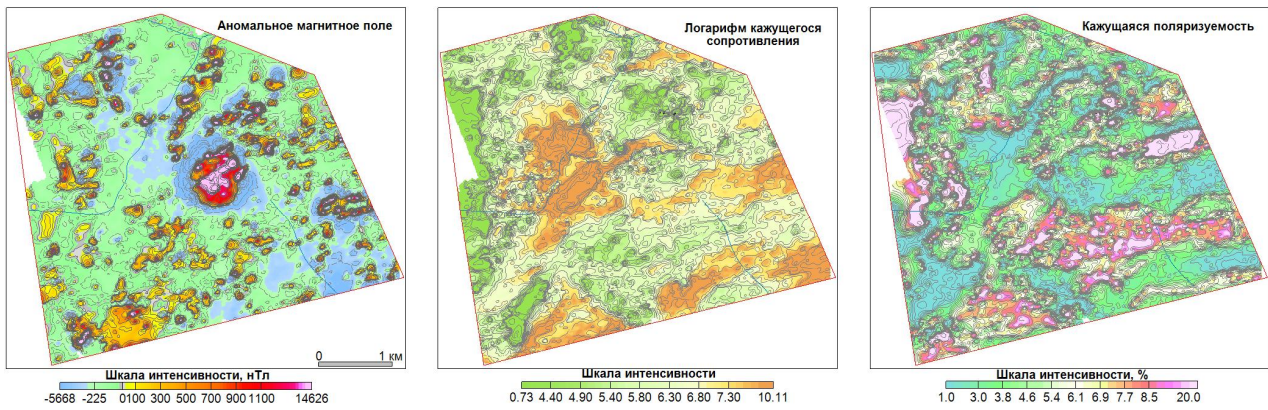 Аномальное магнитное поле
0 1 км
Шкала интенсивности, нТл
-5668 -225 0100 300 500 700 9001100 14626
Логарифм кажущегося
сопротивления
Шкала интенсивности
0.73 4.40 4.90 5.40 5.80 6.30 6.80 7.30 10.11
Кажущаяся поляризуемость
Шкала интенсивности, %
1.0 3.0 3.8 4.6 5.4 6.1 6.9 7.7 8.5 20.0